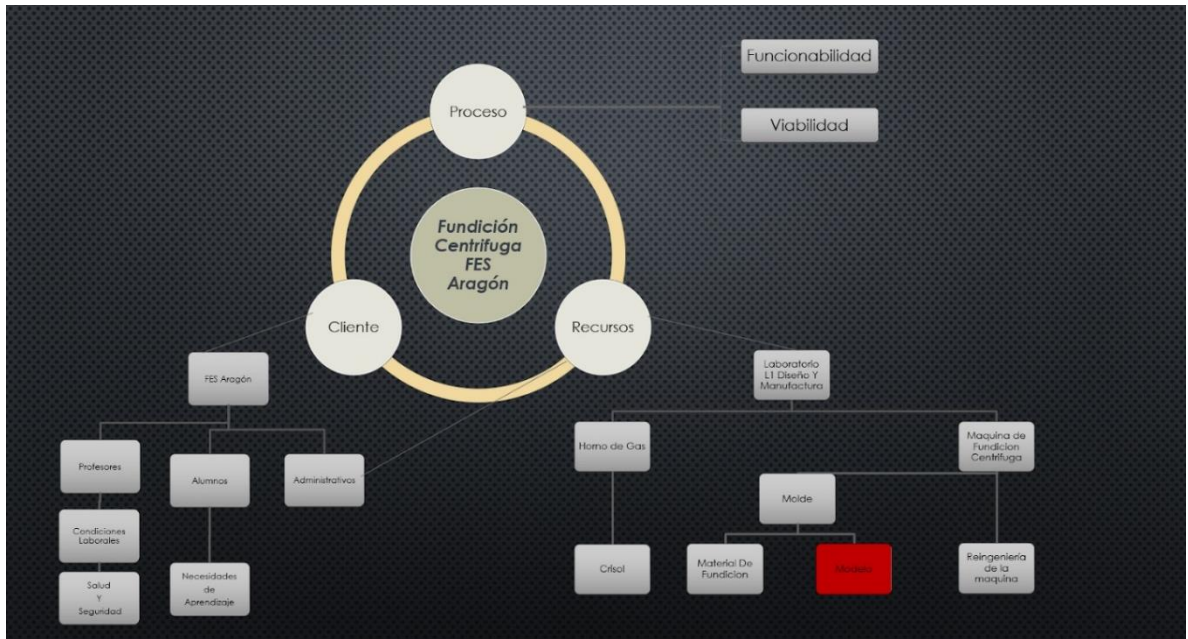 Funcionabilidad
Proceso
Viabilidad
Fundición
Centrifuga
FES
Aragón
Cliente
Recursos
FES Aragón
Laboratorio
L1 Diseño Y
Manufactura
Profesores
Alumnos
Administrativos
Horno de Gas
Maquina de
Fundicion
Centrifuga
Molde
Condiciones
Laborales
Salud
Y
Seguridad
Necesidades
de
Aprendizaje
Crisol
Material De
Fundicion
Modelo
Reingeniería
de la
maquina